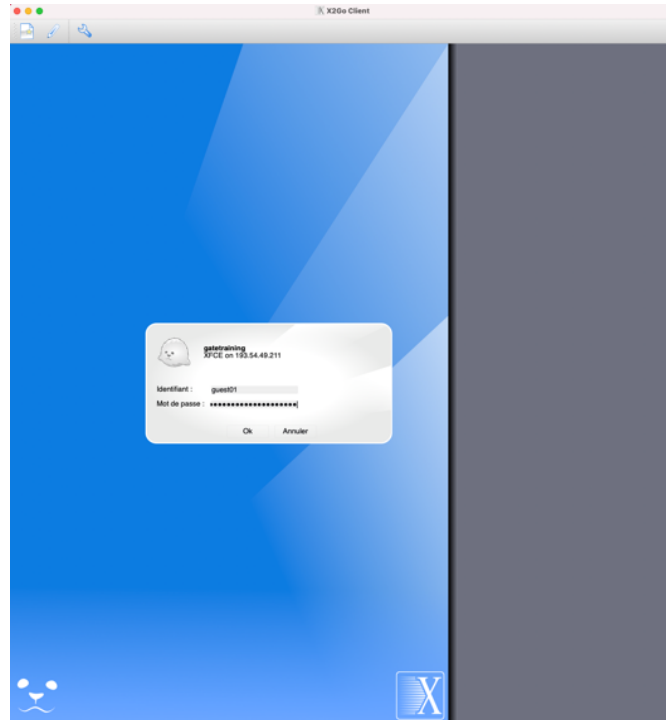 X2Go Client
gatetraining
XFCE on 193.54.49.211
Identifiant :
guest01
Mot de passe :
Ok
Annuler
X